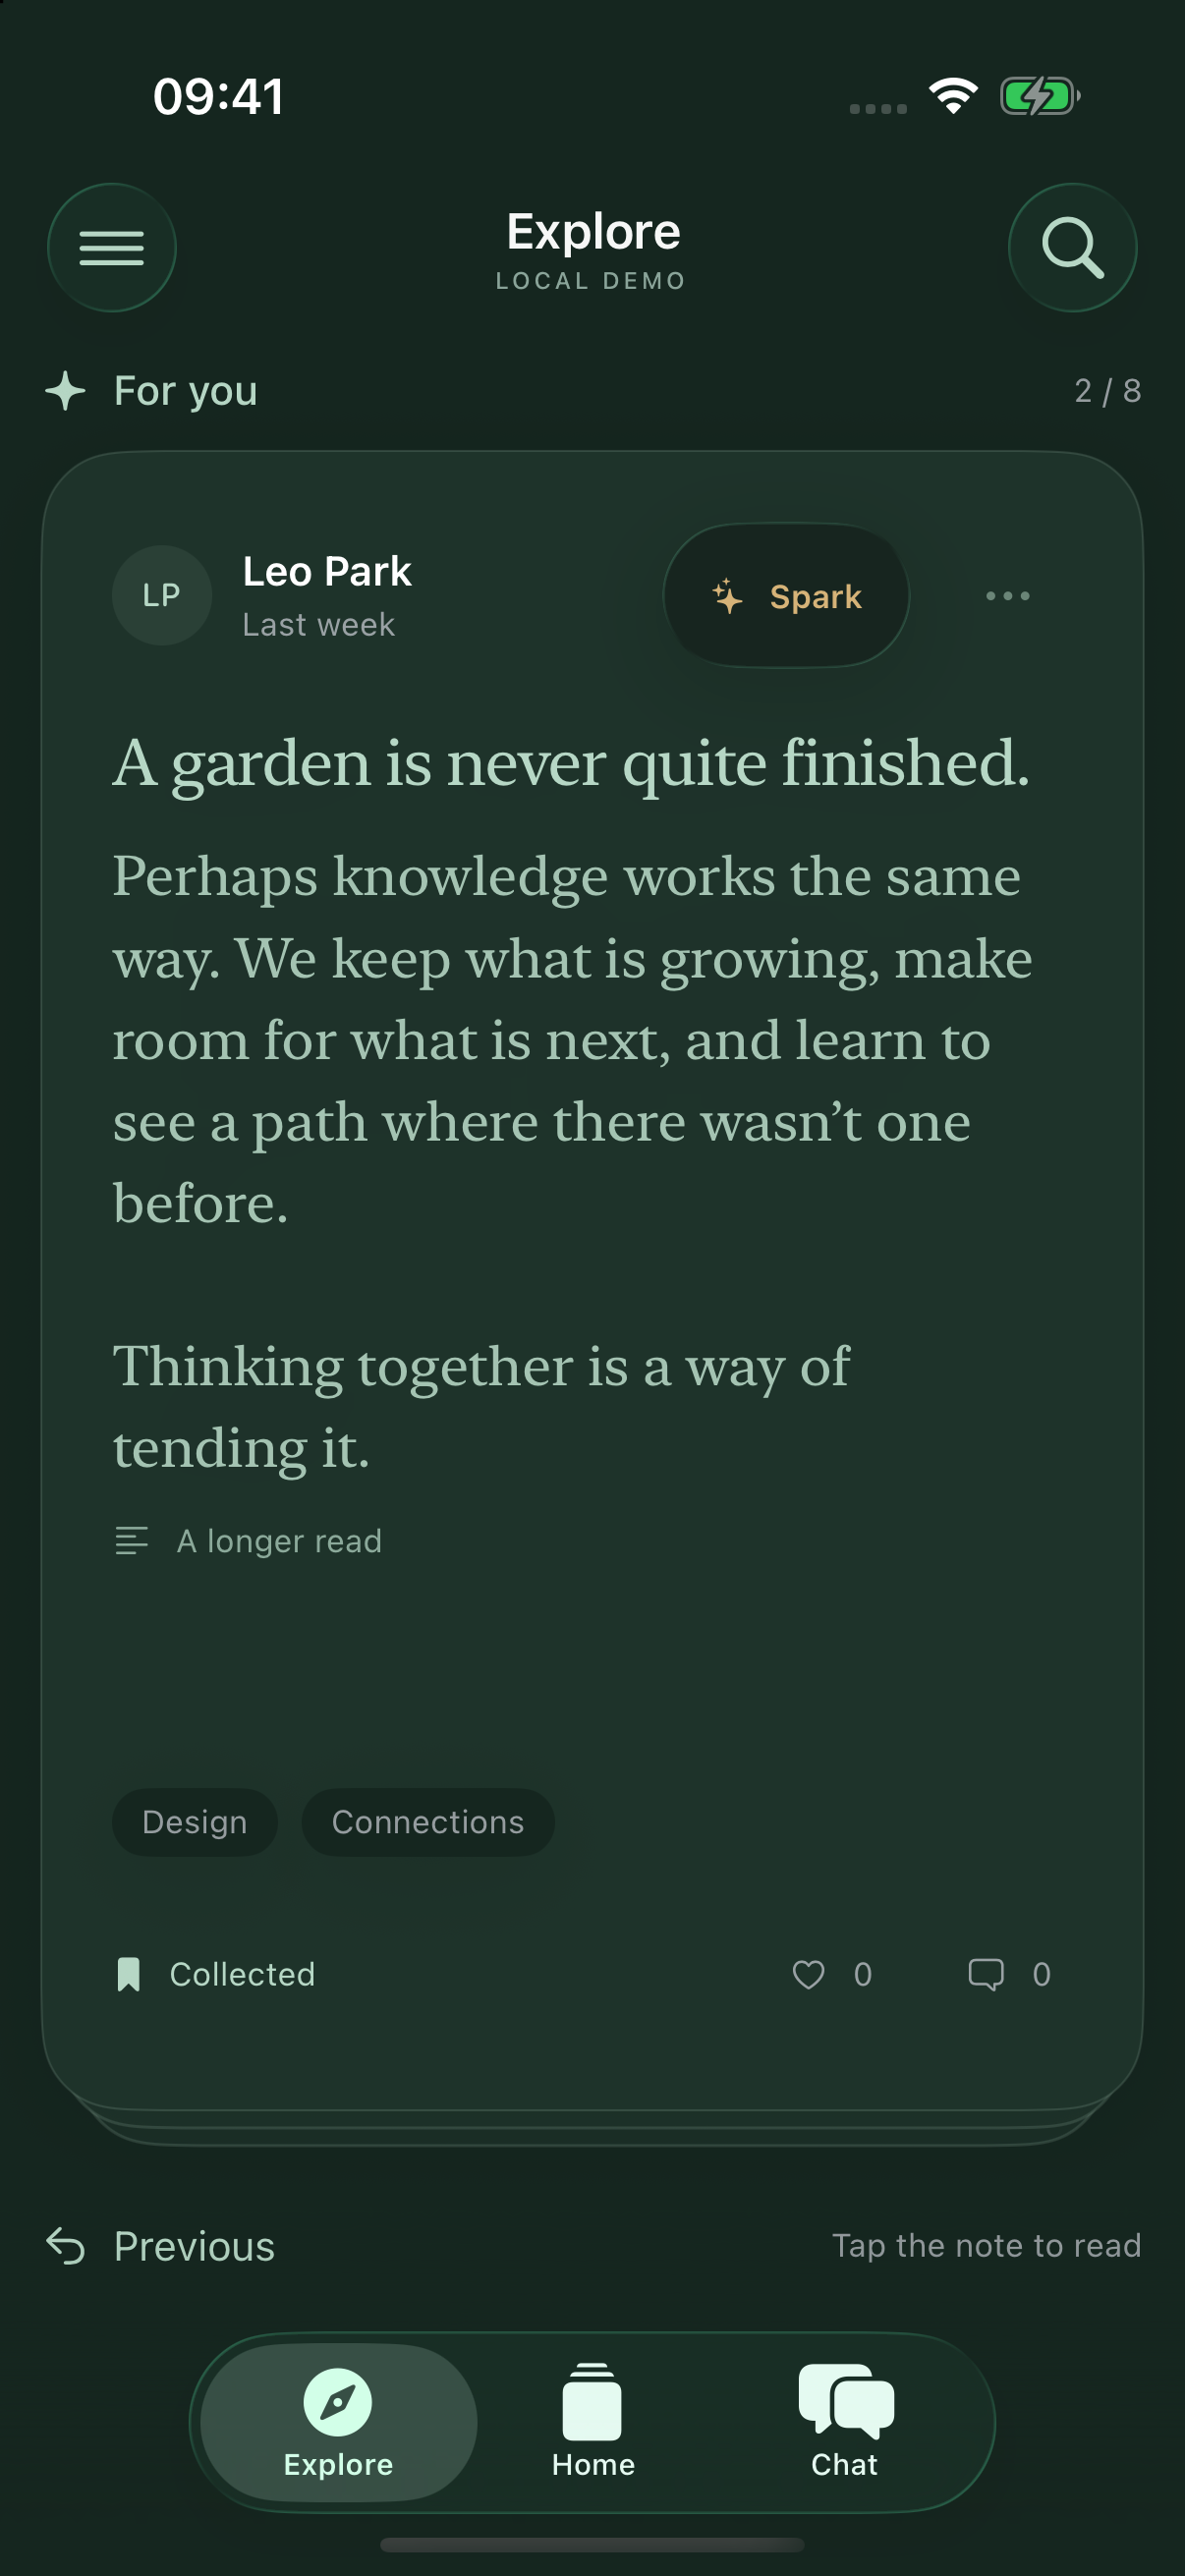 09:41
Explore
LOCAL DEMO
For you
2 / 8
LP
Leo Park
Last week
Spark
A garden is never quite finished.
Perhaps knowledge works the same
way. We keep what is growing, make
room for what is next, and learn to
see a path where there wasn’t one
before.
Thinking together is a way of
tending it.
A longer read
Design
Connections
Collected
0
0
Previous
Tap the note to read
Explore
Home
Chat